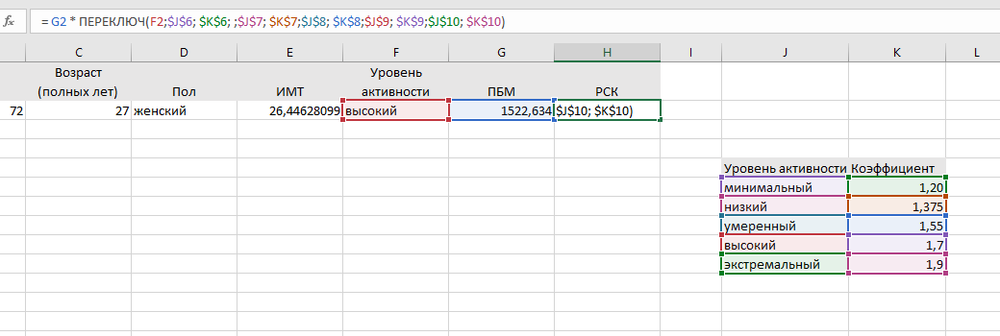 fx = G2 * ПЕРЕКЛЮЧ(F2;$J$6; $K$6; ;$J$7; $K$7;$J$8; $K$8;$J$9; $K$9;$J$10; $K$10)
C D E F G H I J K L
Возраст Уровень
(полных лет) Пол ИМТ активности ПБМ РСК
72 27 женский 26,44628099 высокий 1522,634 $J$10; $K$10)
Уровень активности Коэффициент
минимальный 1,20
низкий 1,375
умеренный 1,55
высокий 1,7
экстремальный 1,9